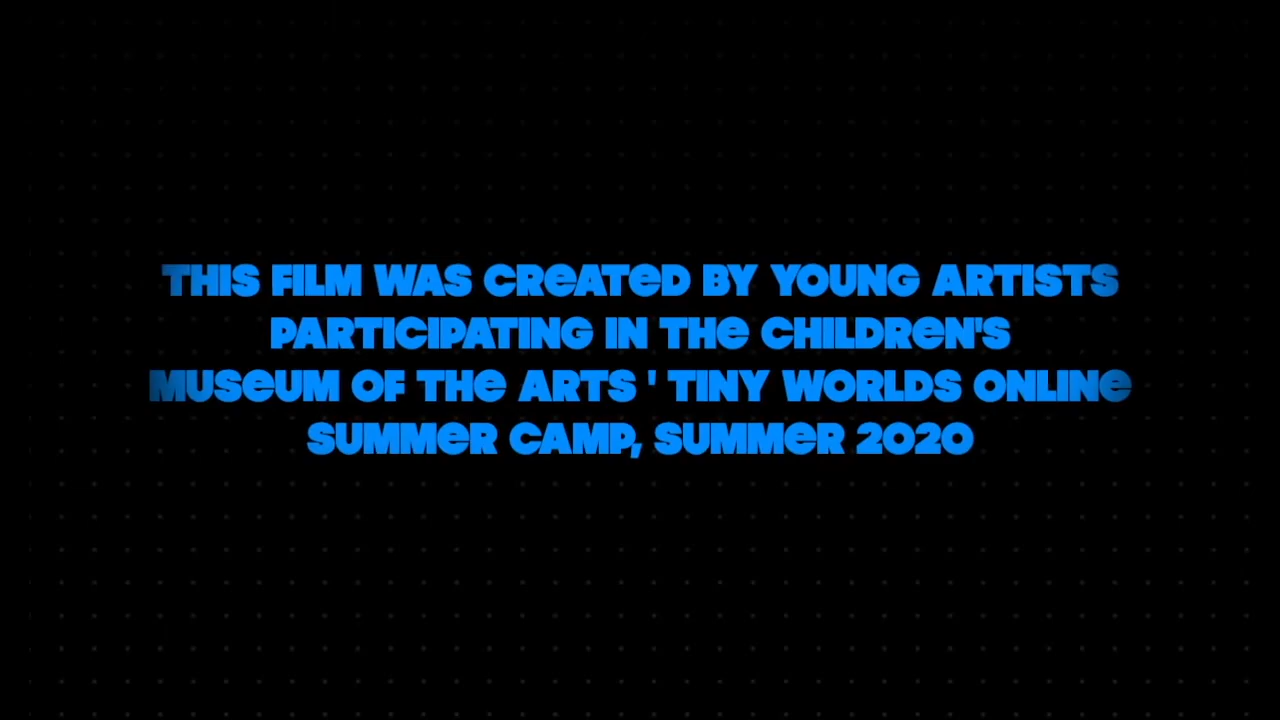 THIS FILM WAS CReATeD BY YOUNG ARTISTS
PARTICIPATING IN THe CHILDReN'S
MUSeUM OF THe ARTS ' TINY WORLDS ONLINe
SUMMeR CAMP, SUMMeR 2020